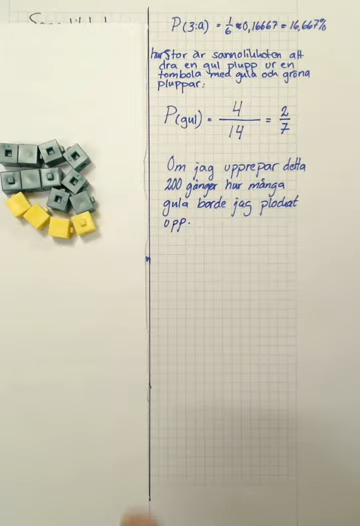 P(3:a) = 1/6 ≈ 0,16667 = 16,667%
hur stor är sannolikheten att
dra en gul plupp ur en
tombola med gula och gröna
pluppar:
P(gul) = 4/14 = 2/7
Om jag upprepar detta
200 gånger hur många
gula borde jag plockat
upp.